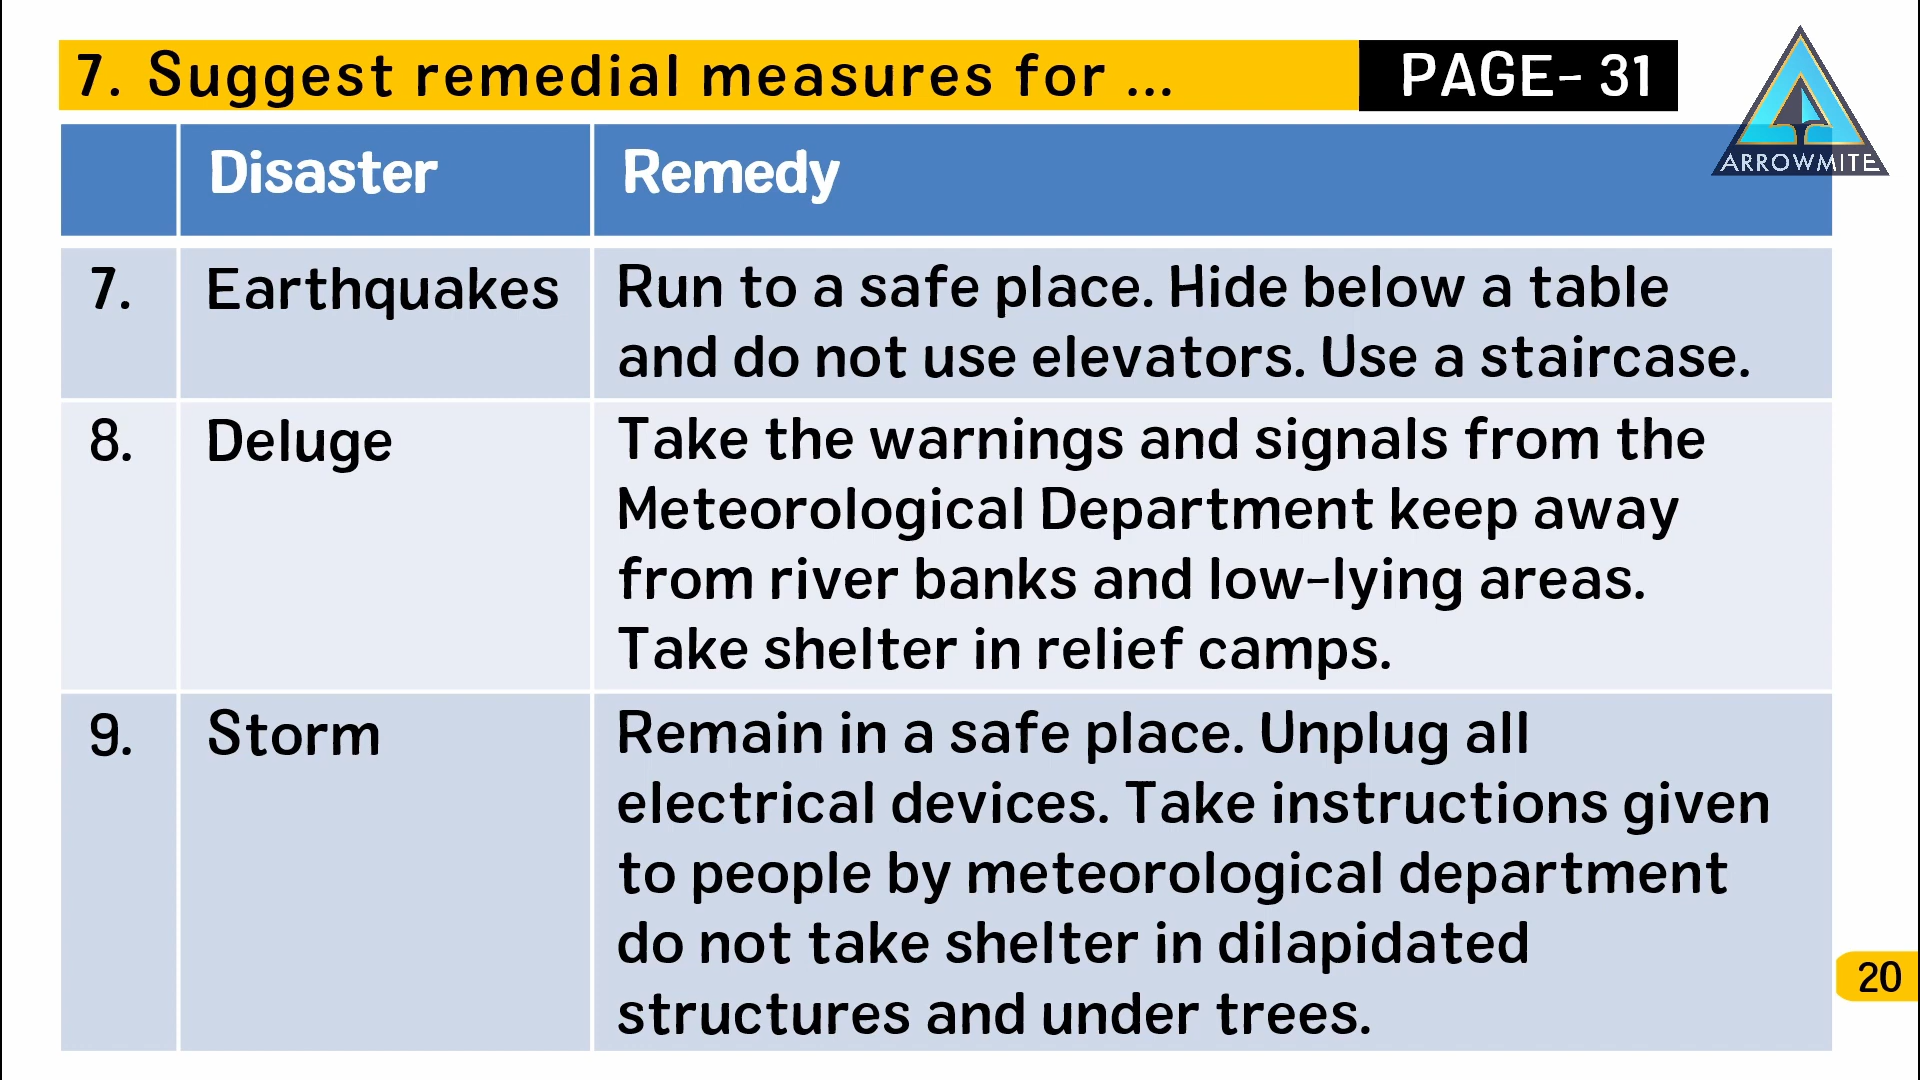 7. Suggest remedial measures for ...
PAGE- 31
ARROWMITE
Disaster
Remedy
7.
Earthquakes
Run to a safe place. Hide below a table
and do not use elevators. Use a staircase.
8.
Deluge
Take the warnings and signals from the
Meteorological Department keep away
from river banks and low-lying areas.
Take shelter in relief camps.
9.
Storm
Remain in a safe place. Unplug all
electrical devices. Take instructions given
to people by meteorological department
do not take shelter in dilapidated
structures and under trees.
20